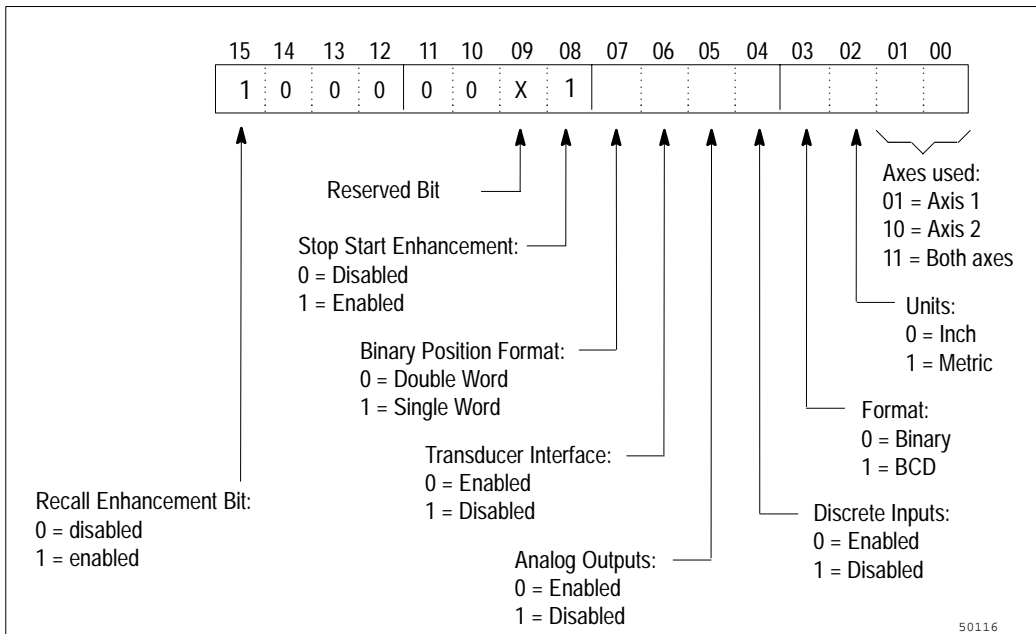 15 14 13 12 11 10 09 08 07 06 05 04 03 02 01 00
1 0 0 0 0 0 X 1
Reserved Bit
Stop Start Enhancement:
0 = Disabled
1 = Enabled
Binary Position Format:
0 = Double Word
1 = Single Word
Transducer Interface:
0 = Enabled
1 = Disabled
Recall Enhancement Bit:
0 = disabled
1 = enabled
Analog Outputs:
0 = Enabled
1 = Disabled
Axes used:
01 = Axis 1
10 = Axis 2
11 = Both axes
Units:
0 = Inch
1 = Metric
Format:
0 = Binary
1 = BCD
Discrete Inputs:
0 = Enabled
1 = Disabled
50116